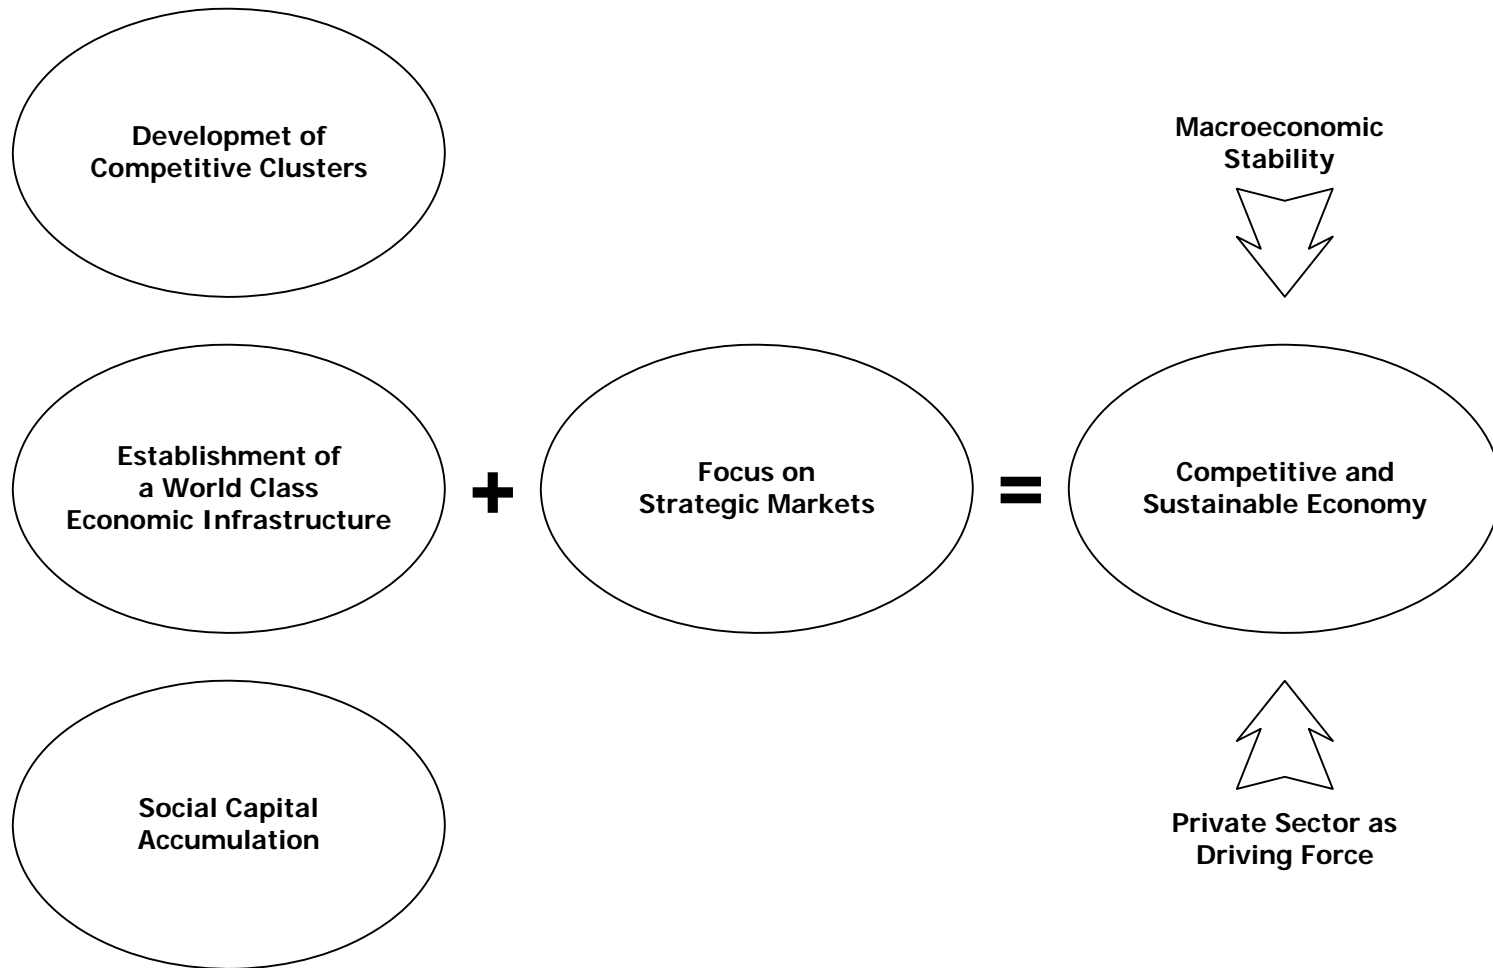 Developmet of
Competitive Clusters
Macroeconomic
Stability
Establishment of
a World Class
Economic Infrastructure
+
Focus on
Strategic Markets
=
Competitive and
Sustainable Economy
Social Capital
Accumulation
Private Sector as
Driving Force